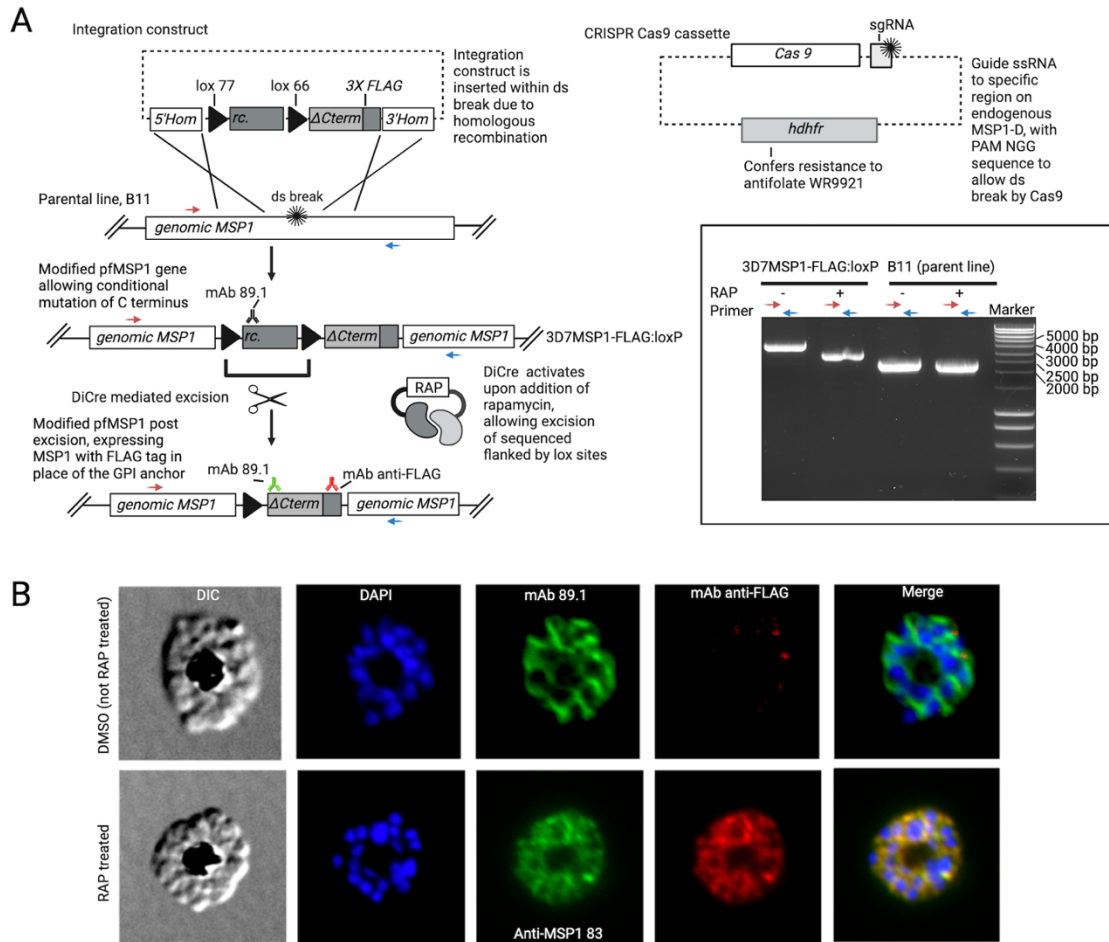 A
Integration construct
lox 77
lox 66
3X FLAG
5'Hom
rc.
ΔCterm
3'Hom
Integration
construct is
inserted within ds
break due to
homologous
recombination
Parental line, B11
ds break
genomic MSP1
Modified pfMSP1 gene
allowing conditional
mutation of C terminus
mAb 89.1
genomic MSP1
rc.
ΔCterm
genomic MSP1
3D7MSP1-FLAG:loxP
DiCre mediated excision
RAP
DiCre activates
upon addition of
rapamycin,
allowing excision
of sequenced
flanked by lox sites
Modified pfMSP1 post
excision, expressing
MSP1 with FLAG tag in
place of the GPI anchor
mAb 89.1
mAb anti-FLAG
genomic MSP1
ΔCterm
genomic MSP1
CRISPR Cas9 cassette
sgRNA
Cas 9
hdhfr
Confers resistance to
antifolate WR9921
Guide ssRNA
to specific
region on
endogenous
MSP1-D, with
PAM NGG
sequence to
allow ds
break by Cas9
3D7MSP1-FLAG:loxP B11 (parent line)
RAP - + - +
Primer
Marker
5000 bp
4000 bp
3000 bp
2500 bp
2000 bp
B
DIC
DAPI
mAb 89.1
mAb anti-FLAG
Merge
DMSO (not RAP treated)
RAP treated
Anti-MSP1 83